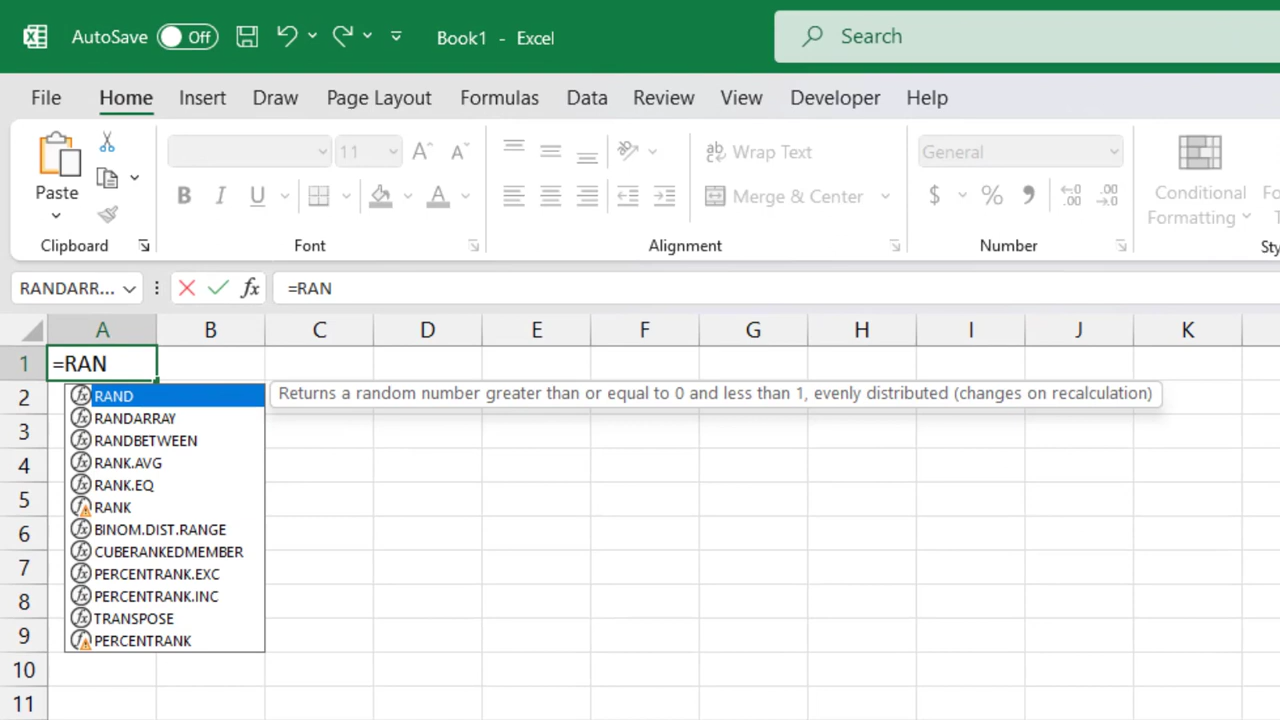 AutoSave Off Book1 - Excel Search
File Home Insert Draw Page Layout Formulas Data Review View Developer Help
Paste
11
Wrap Text
General
B I U A
Merge & Center
$ % 
Conditional
Formatting
Clipboard Font Alignment Number
RANDARR... fx =RAN
A B C D E F G H I J K
1 =RAN
2 RAND Returns a random number greater than or equal to 0 and less than 1, evenly distributed (changes on recalculation)
RANDARRAY
3 RANDBETWEEN
4 RANK.AVG
RANK.EQ
5 RANK
6 BINOM.DIST.RANGE
CUBERANKEDMEMBER
7 PERCENTRANK.EXC
8 PERCENTRANK.INC
TRANSPOSE
9 PERCENTRANK
10
11